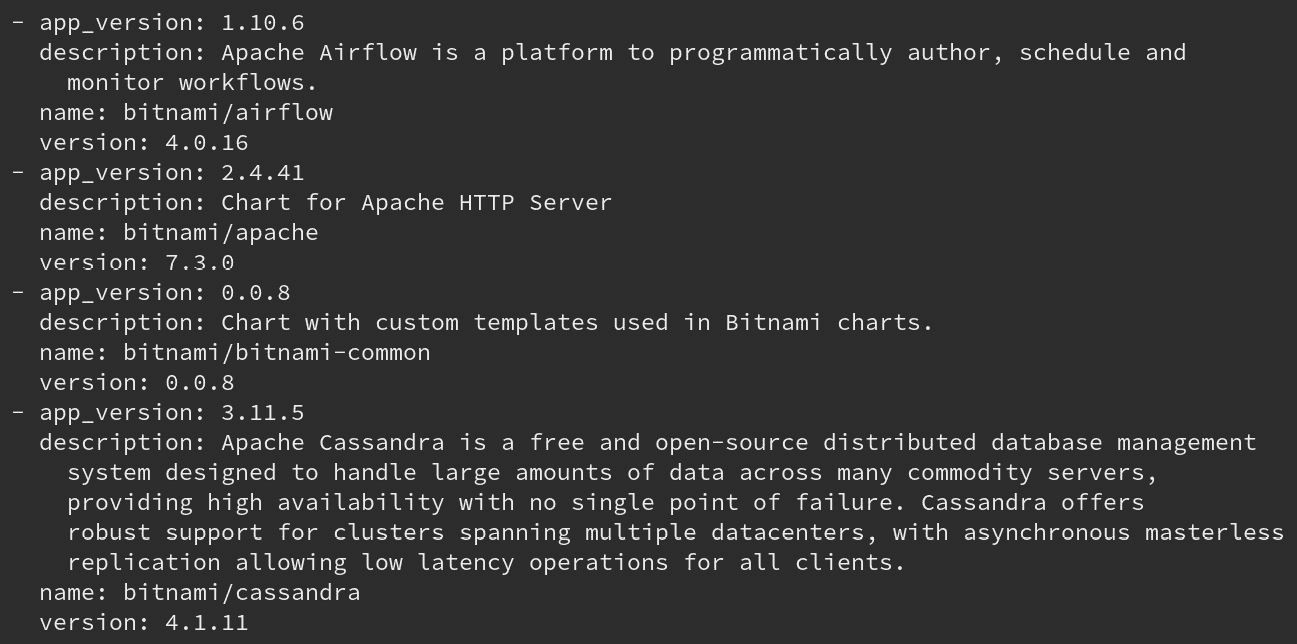 - app_version: 1.10.6
  description: Apache Airflow is a platform to programmatically author, schedule and
    monitor workflows.
  name: bitnami/airflow
  version: 4.0.16
- app_version: 2.4.41
  description: Chart for Apache HTTP Server
  name: bitnami/apache
  version: 7.3.0
- app_version: 0.0.8
  description: Chart with custom templates used in Bitnami charts.
  name: bitnami/bitnami-common
  version: 0.0.8
- app_version: 3.11.5
  description: Apache Cassandra is a free and open-source distributed database management
    system designed to handle large amounts of data across many commodity servers,
    providing high availability with no single point of failure. Cassandra offers
    robust support for clusters spanning multiple datacenters, with asynchronous masterless
    replication allowing low latency operations for all clients.
  name: bitnami/cassandra
  version: 4.1.11